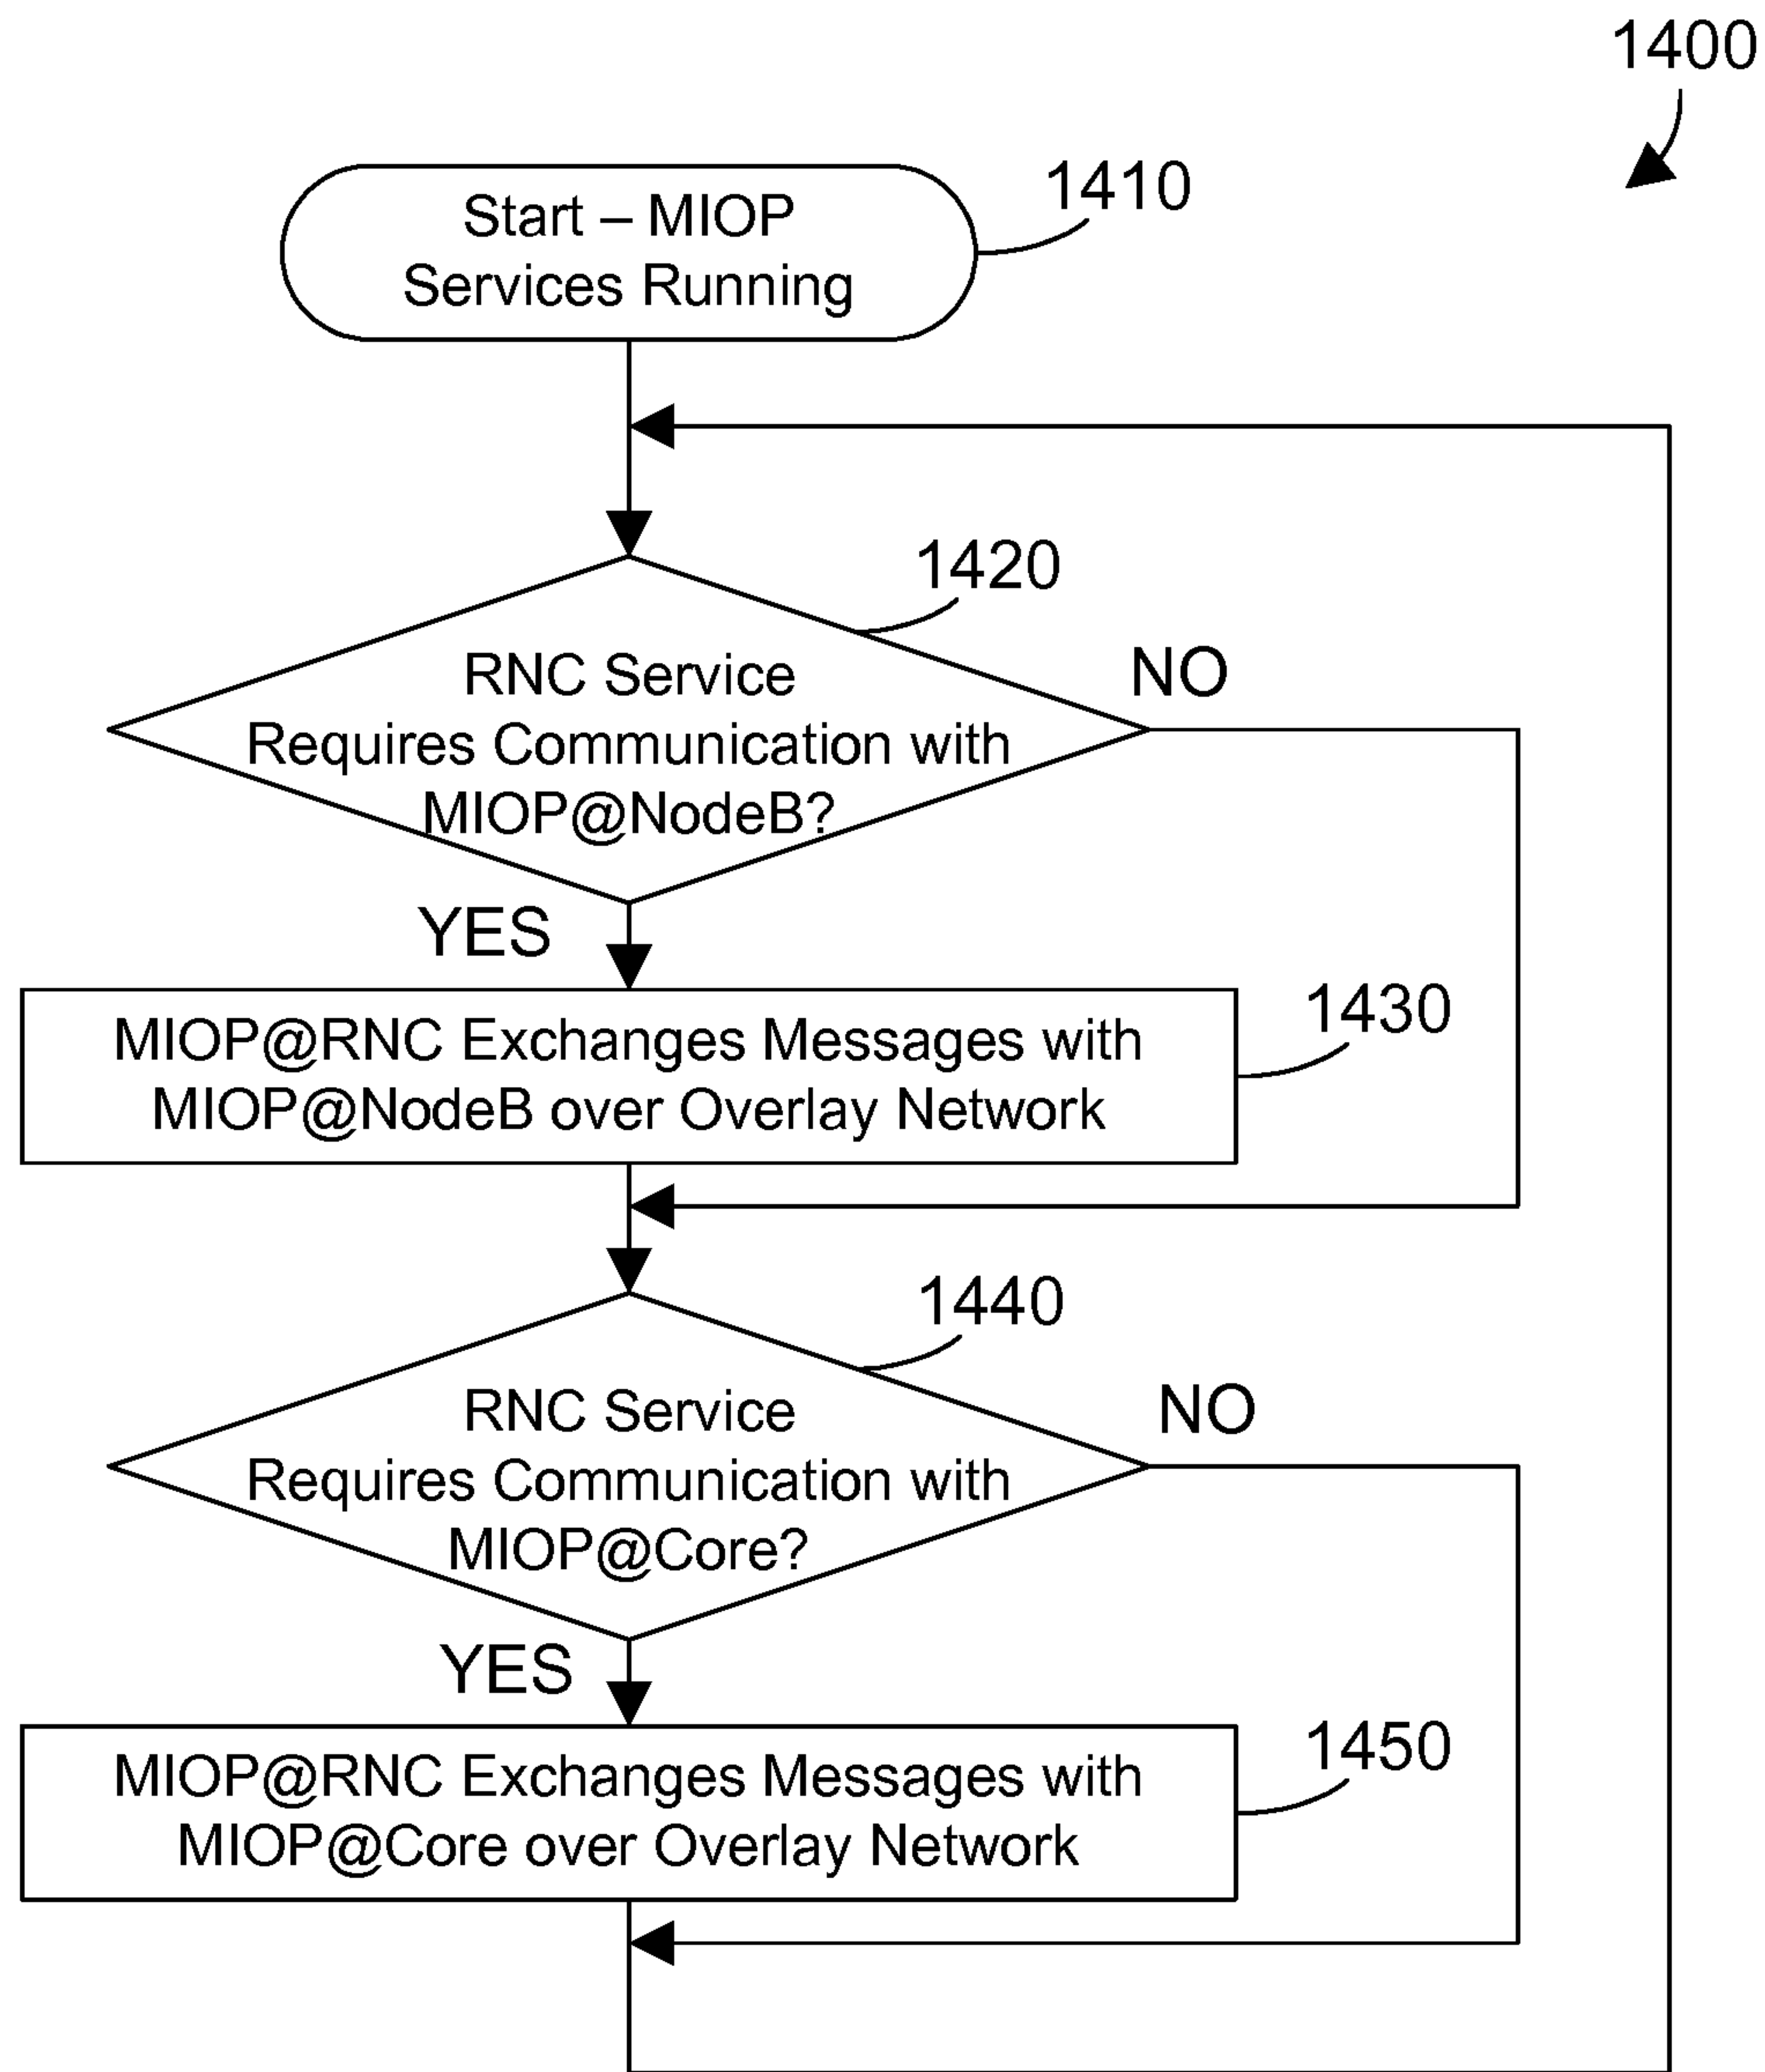 1400
Start – MIOP
Services Running
1410
1420
RNC Service
Requires Communication with
MIOP@NodeB?
NO
YES
1430
MIOP@RNC Exchanges Messages with
MIOP@NodeB over Overlay Network
1440
RNC Service
Requires Communication with
MIOP@Core?
NO
YES
1450
MIOP@RNC Exchanges Messages with
MIOP@Core over Overlay Network